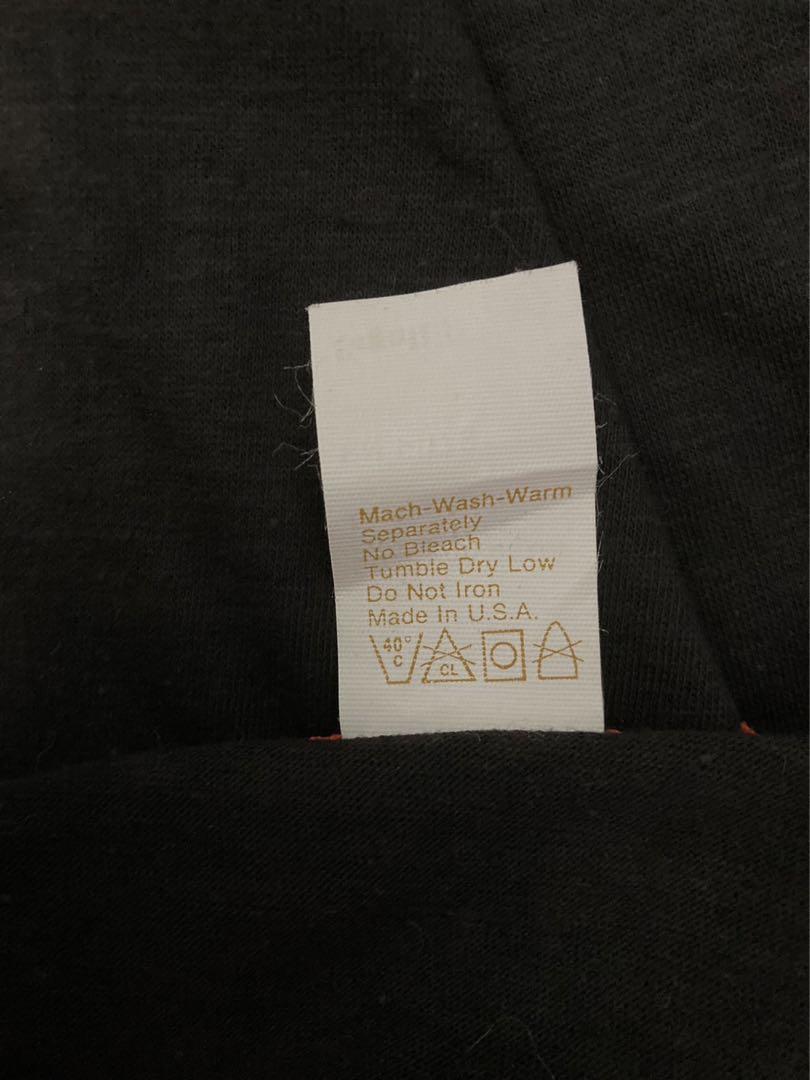 Mach-Wash-Warm
Separately
No Bleach
Tumble Dry Low
Do Not Iron
Made In U.S.A.
40°
C
CL